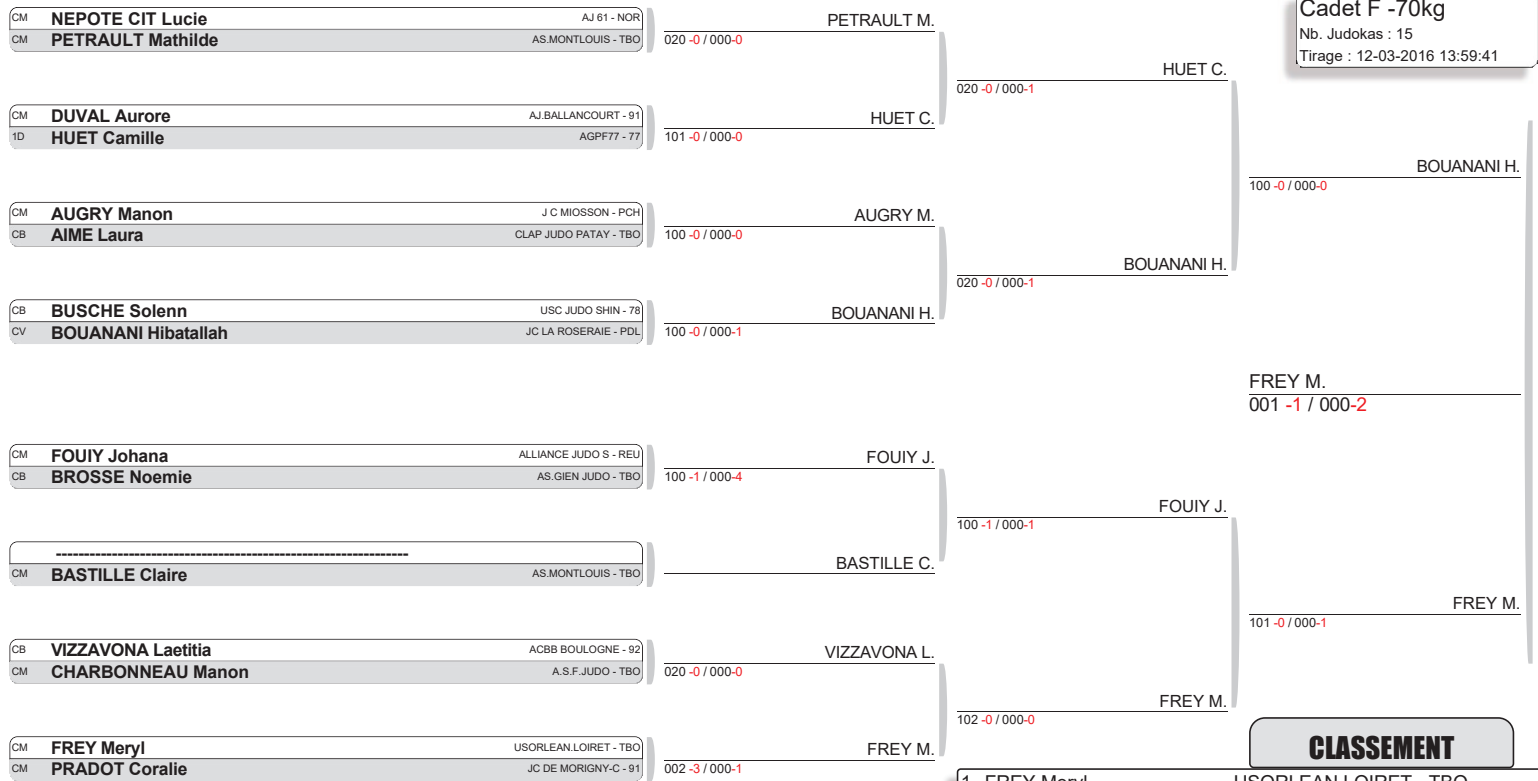 Cadet F -70kg
Nb. Judokas : 15
Tirage : 12-03-2016 13:59:41
CM NEPOTE CIT Lucie AJ 61 - NOR
CM PETRAULT Mathilde AS.MONTLOUIS - TBO
PETRAULT M.
020 -0 / 000-0
HUET C.
020 -0 / 000-1
CM DUVAL Aurore AJ.BALLANCOURT - 91
1D HUET Camille AGPF77 - 77
HUET C.
101 -0 / 000-0
BOUANANI H.
100 -0 / 000-0
CM AUGRY Manon J C MIOSSON - PCH
CB AIME Laura CLAP JUDO PATAY - TBO
AUGRY M.
100 -0 / 000-0
BOUANANI H.
020 -0 / 000-1
CB BUSCHE Solenn USC JUDO SHIN - 78
CV BOUANANI Hibatallah JC LA ROSERAIE - PDL
BOUANANI H.
100 -0 / 000-1
FREY M.
001 -1 / 000-2
CM FOUIY Johana ALLIANCE JUDO S - REU
CB BROSSE Noemie AS.GIEN JUDO - TBO
FOUIY J.
100 -1 / 000-4
FOUIY J.
100 -1 / 000-1
----------------------------------------------------------------
CM BASTILLE Claire AS.MONTLOUIS - TBO
BASTILLE C.
FREY M.
101 -0 / 000-1
CB VIZZAVONA Laetitia ACBB BOULOGNE - 92
CM CHARBONNEAU Manon A.S.F.JUDO - TBO
VIZZAVONA L.
020 -0 / 000-0
FREY M.
102 -0 / 000-0
CM FREY Meryl USORLEAN.LOIRET - TBO
CM PRADOT Coralie JC DE MORIGNY-C - 91
FREY M.
002 -3 / 000-1
CLASSEMENT
1 FREY Meryl USORLEAN.LOIRET - TBO